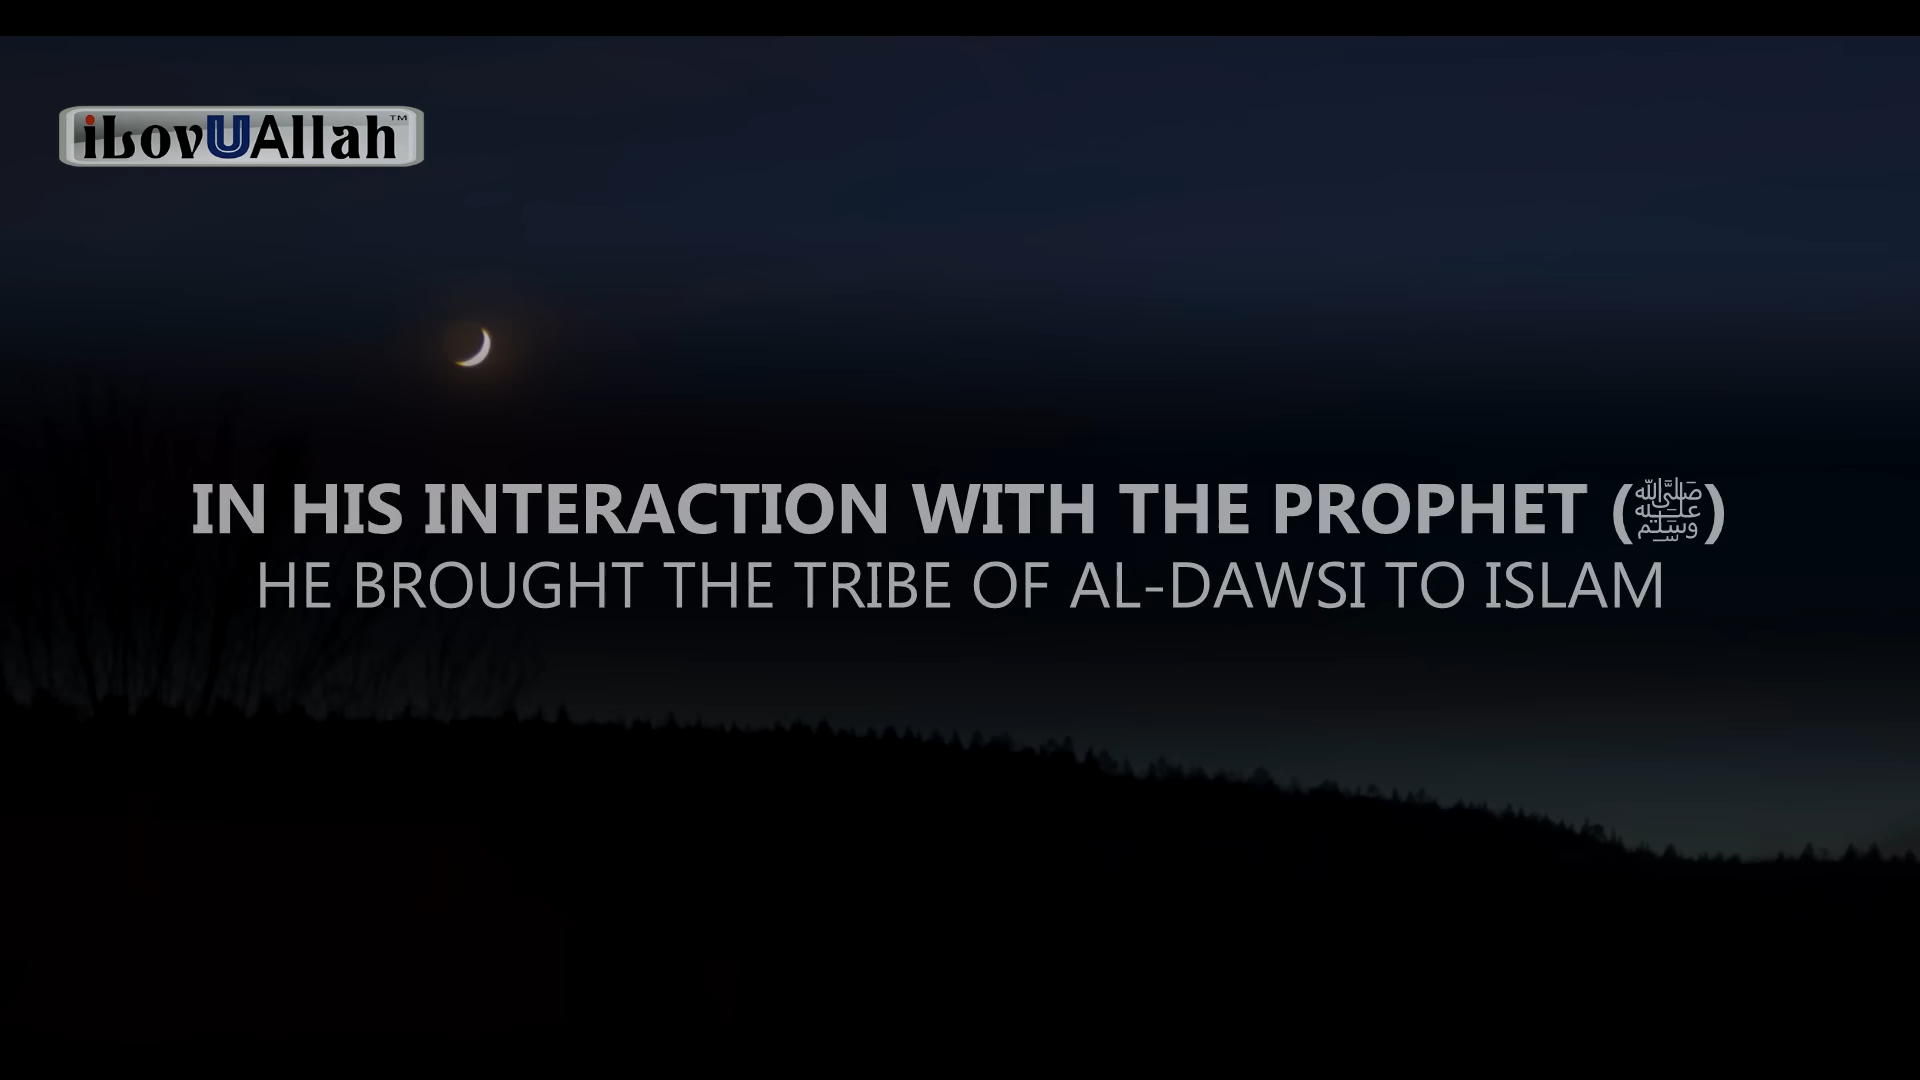 iLovUAllah™
IN HIS INTERACTION WITH THE PROPHET (ﷺ)
HE BROUGHT THE TRIBE OF AL-DAWSI TO ISLAM